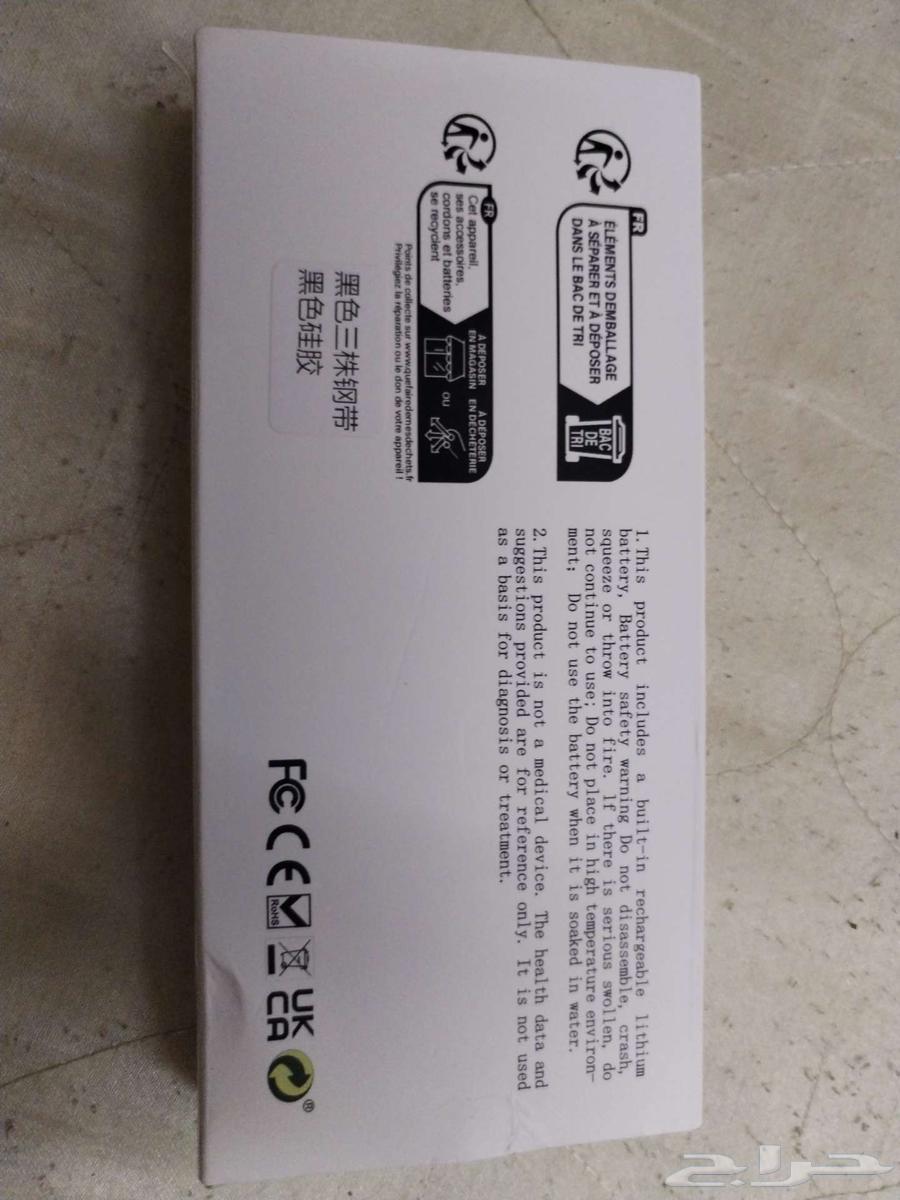 FR
ÉLÉMENTS DEMBALLAGE
À SÉPARER ET À DÉPOSER
DANS LE BAC DE TRI
BAC
DE
TRI
FR
Cet appareil,
ses accessoires,
cordons et batteries
se recyclent
À DÉPOSER
EN MAGASIN
ou
À DÉPOSER
EN DÉCHÈTERIE
Points de collecte sur www.quefairedemesdechets.fr
Privilégiez la réparation ou le don de votre appareil !
黑色三株钢带
黑色硅胶
1. This product includes a built-in rechargeable lithium
battery, Battery safety warning Do not disassemble, crash,
squeeze or throw into fire. If there is serious swollen, do
not continue to use; Do not place in high temperature environ-
ment; Do not use the battery when it is soaked in water.
2. This product is not a medical device. The health data and
suggestions provided are for reference only. It is not used
as a basis for diagnosis or treatment.
FC CE RoHS UK
CA ®
حراج